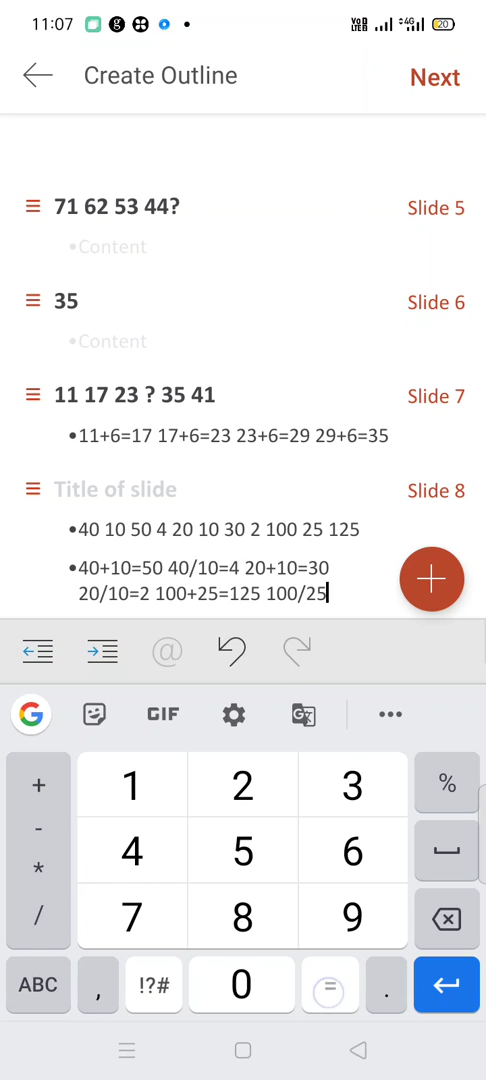 11:07
Vo LTE 4G 20
Create Outline Next
71 62 53 44? Slide 5
•Content
35 Slide 6
•Content
11 17 23 ? 35 41 Slide 7
•11+6=17 17+6=23 23+6=29 29+6=35
Title of slide Slide 8
•40 10 50 4 20 10 30 2 100 25 125
•40+10=50 40/10=4 20+10=30
20/10=2 100+25=125 100/25
@
G GIF G
+ 1 2 3 %
-
4 5 6
*
/ 7 8 9
ABC , !?# 0 = .